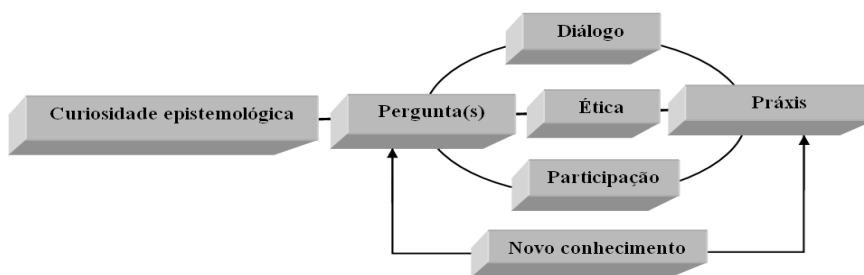 Diálogo
Curiosidade epistemológica
Pergunta(s)
Ética
Práxis
Participação
Novo conhecimento